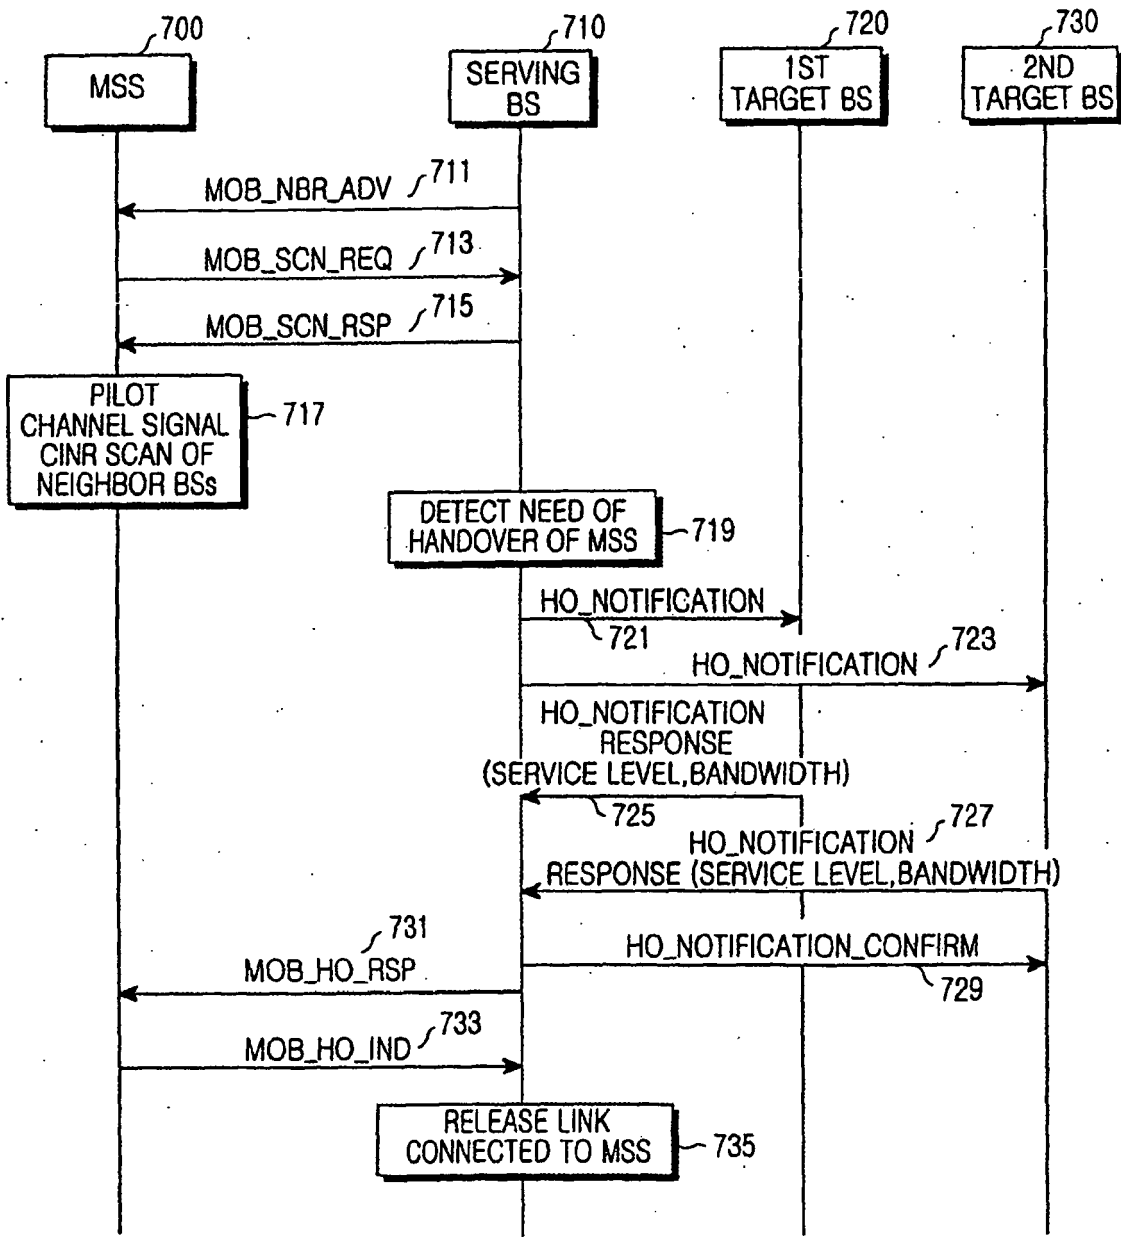 700
710
720
730
MSS
SERVING
BS
1ST
TARGET BS
2ND
TARGET BS
MOB_NBR_ADV 711
MOB_SCN_REQ 713
MOB_SCN_RSP 715
PILOT
CHANNEL SIGNAL
CINR SCAN OF
NEIGHBOR BSs
717
DETECT NEED OF
HANDOVER OF MSS
719
HO_NOTIFICATION
721
HO_NOTIFICATION 723
HO_NOTIFICATION
RESPONSE
(SERVICE LEVEL,BANDWIDTH)
725
HO_NOTIFICATION 727
RESPONSE (SERVICE LEVEL,BANDWIDTH)
HO_NOTIFICATION_CONFIRM
729
731
MOB_HO_RSP
MOB_HO_IND 733
RELEASE LINK
CONNECTED TO MSS
735